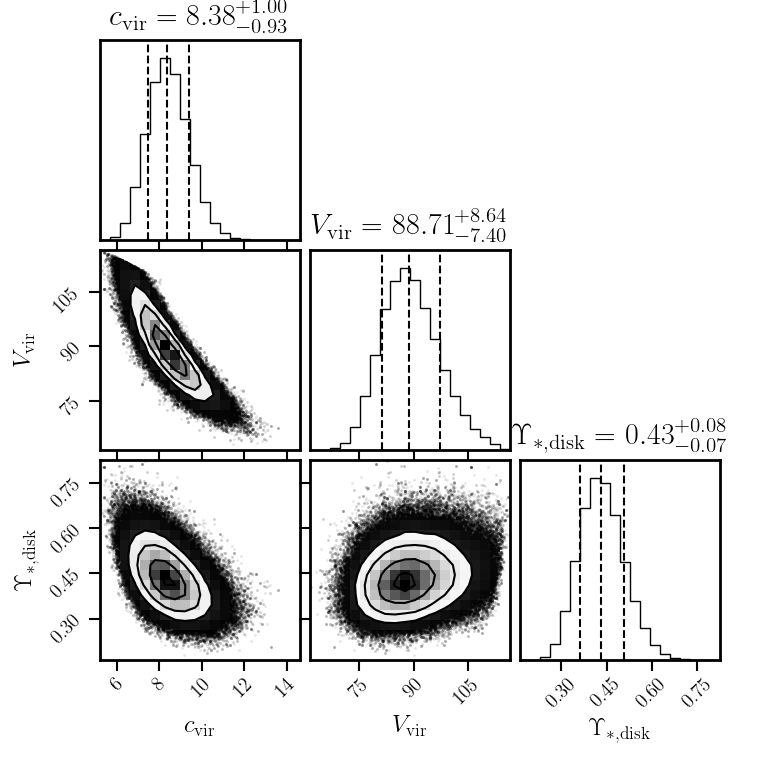 c_vir = 8.38^{+1.00}_{-0.93}
V_vir = 88.71^{+8.64}_{-7.40}
105
90
75
V_vir
ϒ_{*,disk} = 0.43^{+0.08}_{-0.07}
0.75
0.60
0.45
0.30
ϒ_{*,disk}
6 8 10 12 14
c_vir
75 90 105
V_vir
0.30 0.45 0.60 0.75
ϒ_{*,disk}